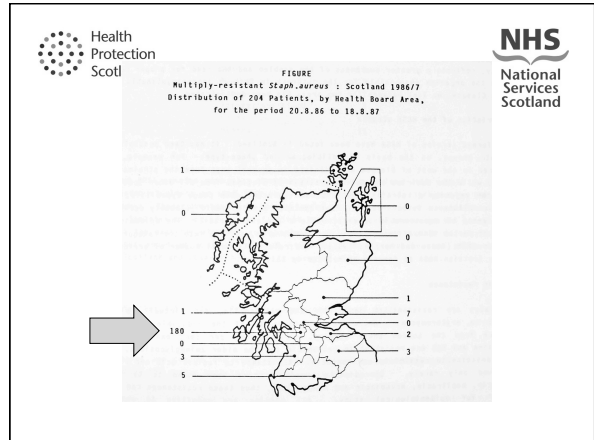 Health
Protection
Scotl
NHS
National
Services
Scotland
FIGURE
Multiply-resistant Staph.aureus : Scotland 1986/7
Distribution of 204 Patients, by Health Board Area,
for the period 20.8.86 to 18.8.87
1
0
0
0
1
1
1
7
180
0
2
0
3
3
5